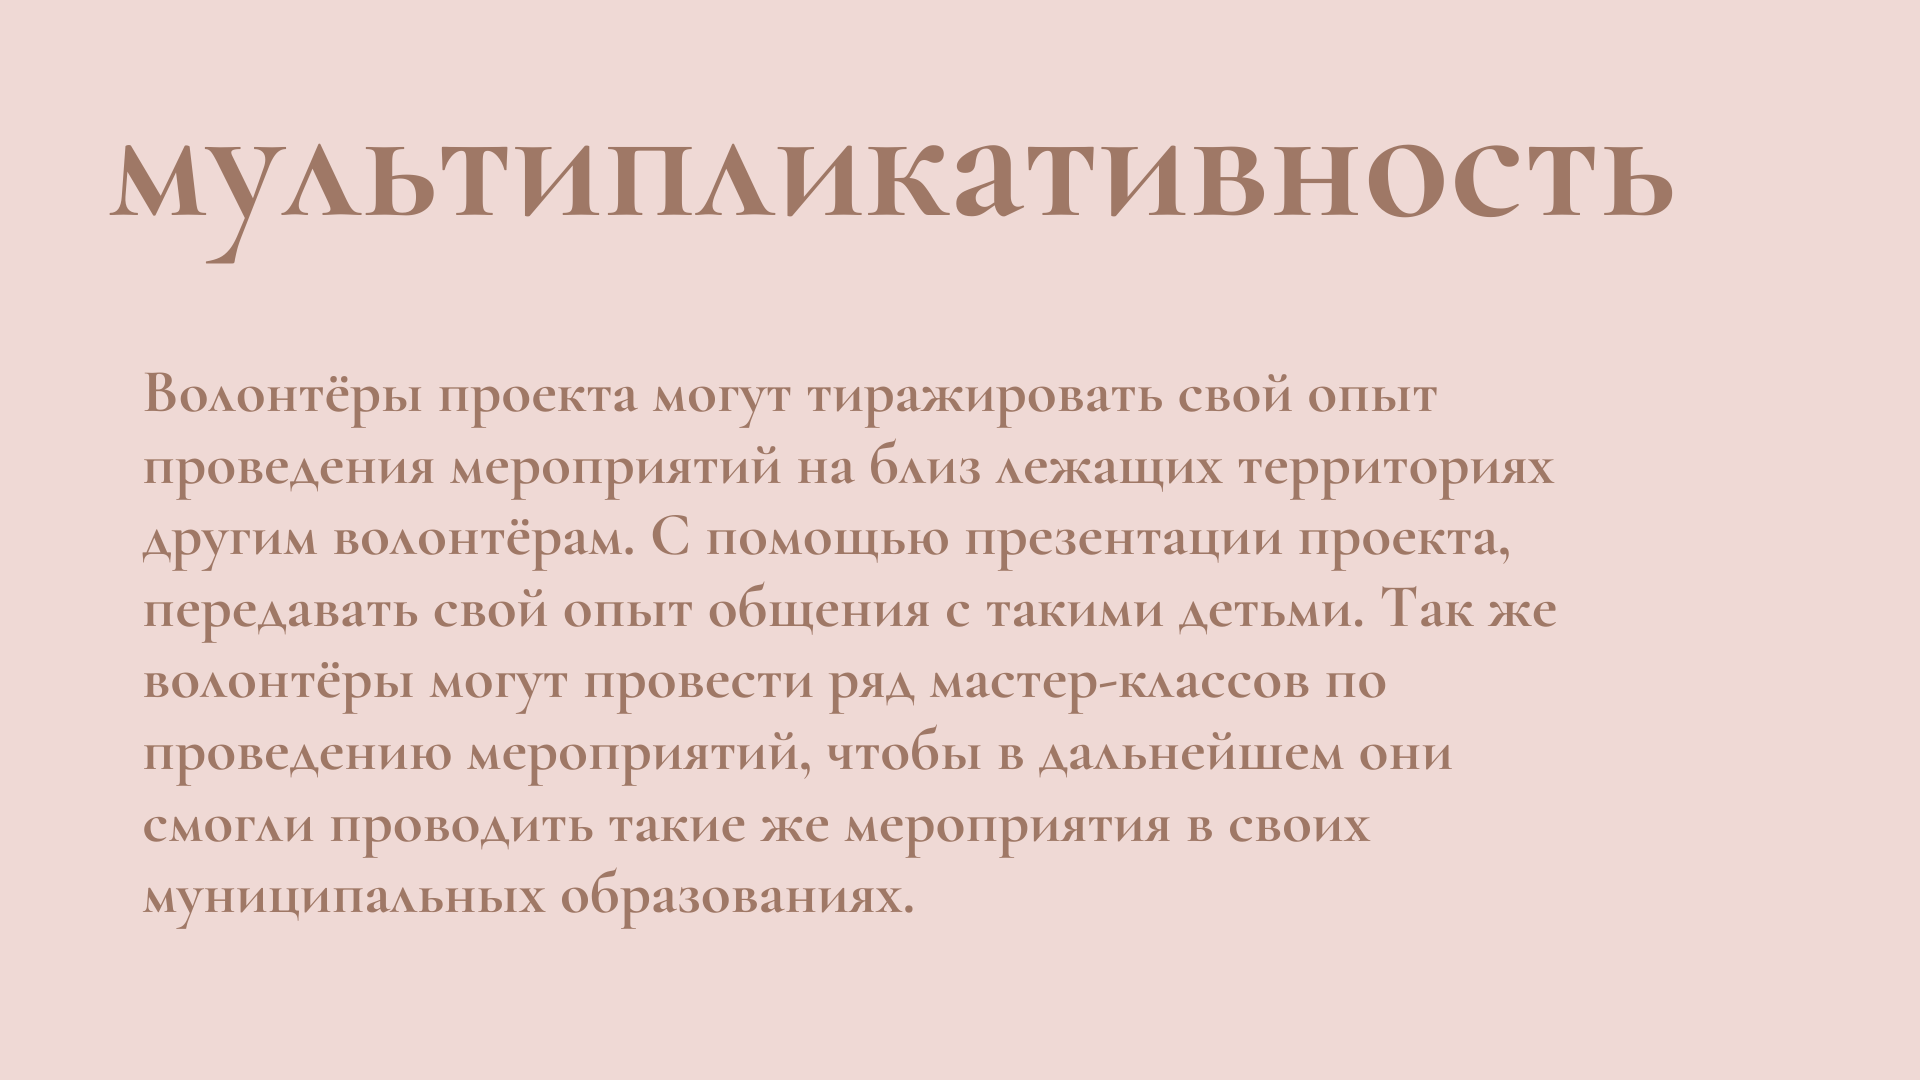 мультипликативность
Волонтёры проекта могут тиражировать свой опыт
проведения мероприятий на близ лежащих территориях
другим волонтёрам. С помощью презентации проекта,
передавать свой опыт общения с такими детьми. Так же
волонтёры могут провести ряд мастер-классов по
проведению мероприятий, чтобы в дальнейшем они
смогли проводить такие же мероприятия в своих
муниципальных образованиях.